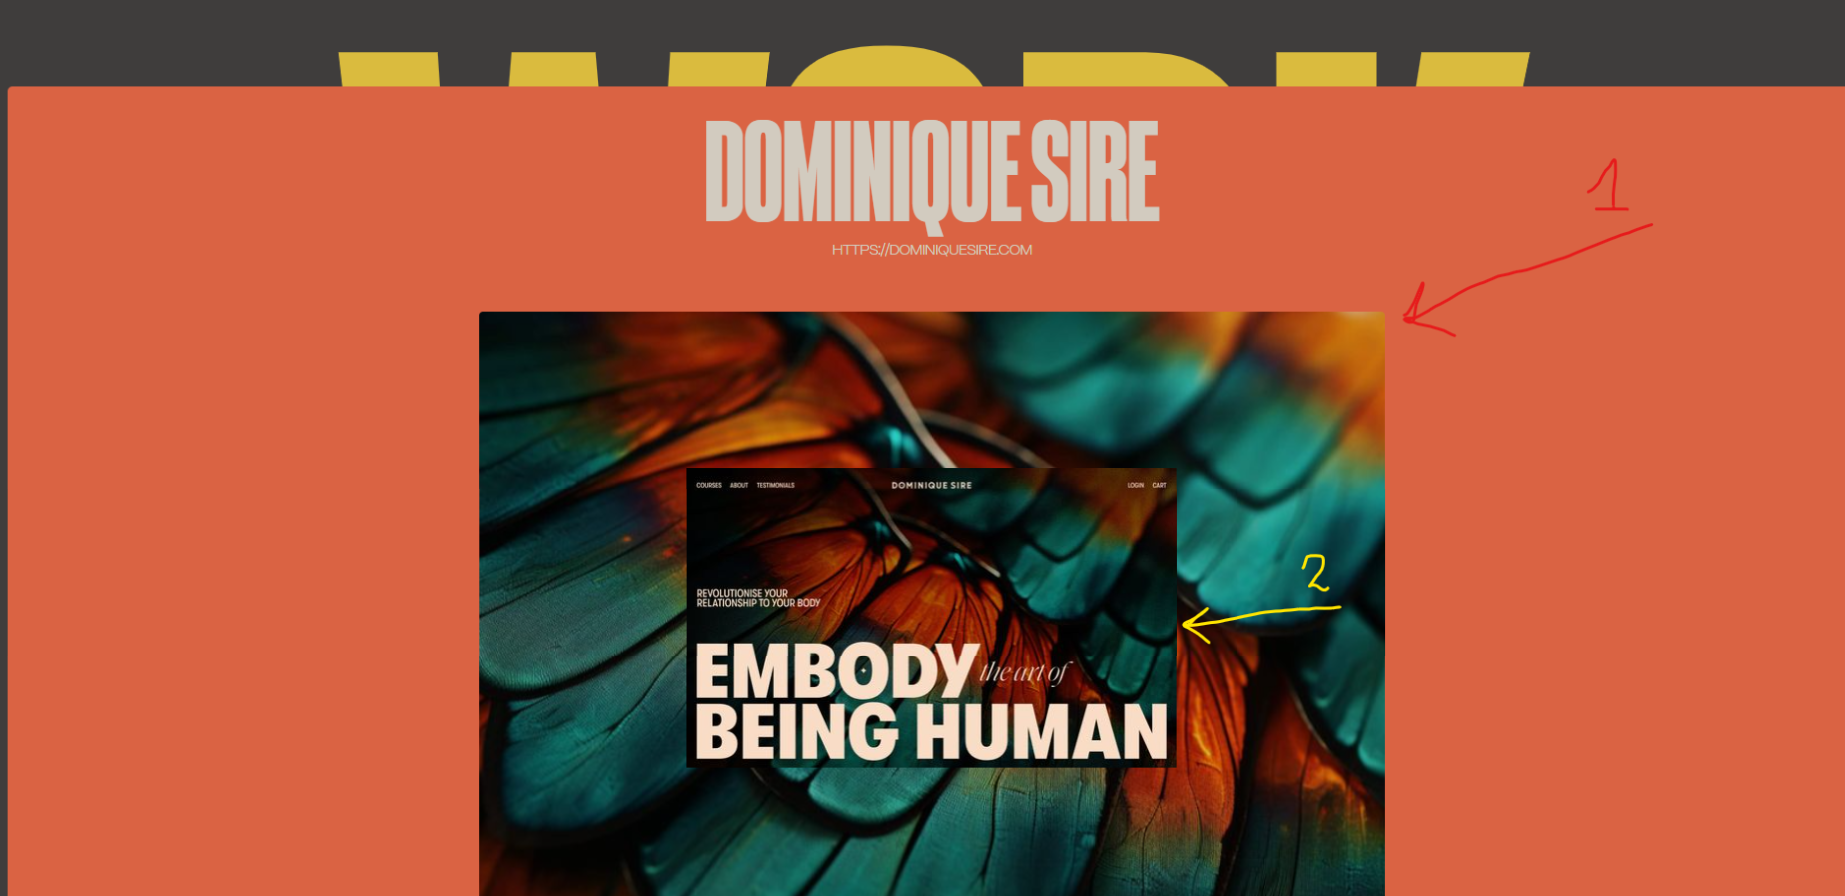 WORK
DOMINIQUE SIRE
HTTPS://DOMINIQUESIRE.COM
1
COURSES ABOUT TESTIMONIALS DOMINIQUE SIRE LOGIN CART
2
REVOLUTIONISE YOUR
RELATIONSHIP TO YOUR BODY
EMBODY the art of
BEING HUMAN